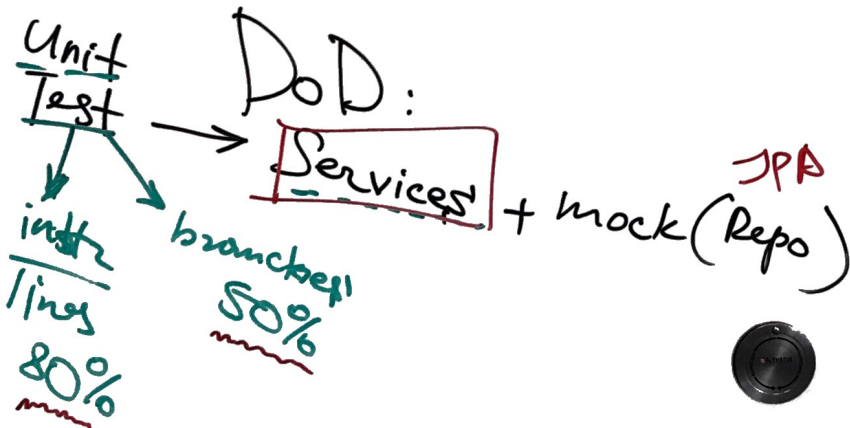 Unit
Test
DoD:
Services + mock(Repo)
JPA
instr
lines
80%
branches
50%